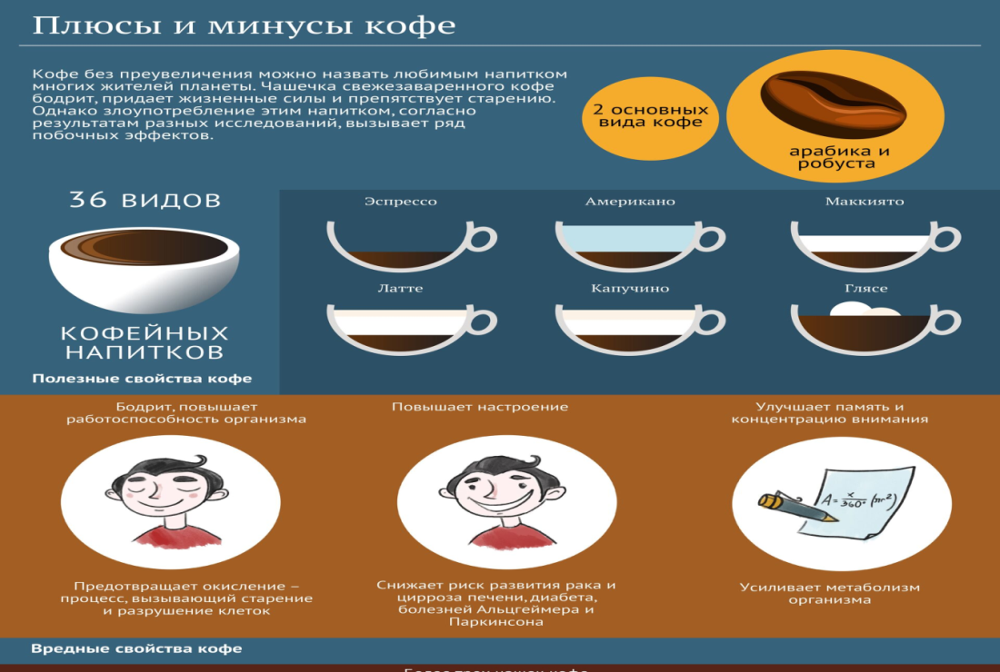 Плюсы и минусы кофе
Кофе без преувеличения можно назвать любимым напитком
многих жителей планеты. Чашечка свежезаваренного кофе
бодрит, придает жизненные силы и препятствует старению.
Однако злоупотребление этим напитком, согласно
результатам разных исследований, вызывает ряд
побочных эффектов.
2 основных
вида кофе
арабика и
робуста
36 видов
КОФЕЙНЫХ
НАПИТКОВ
Эспрессо
Американо
Маккиято
Латте
Капучино
Глясе
Полезные свойства кофе
Бодрит, повышает
работоспособность организма
Повышает настроение
Улучшает память и
концентрацию внимания
A = x/360° (πr²)
Предотвращает окисление –
процесс, вызывающий старение
и разрушение клеток
Снижает риск развития рака и
цирроза печени, диабета,
болезней Альцгеймера и
Паркинсона
Усиливает метаболизм
организма
Вредные свойства кофе